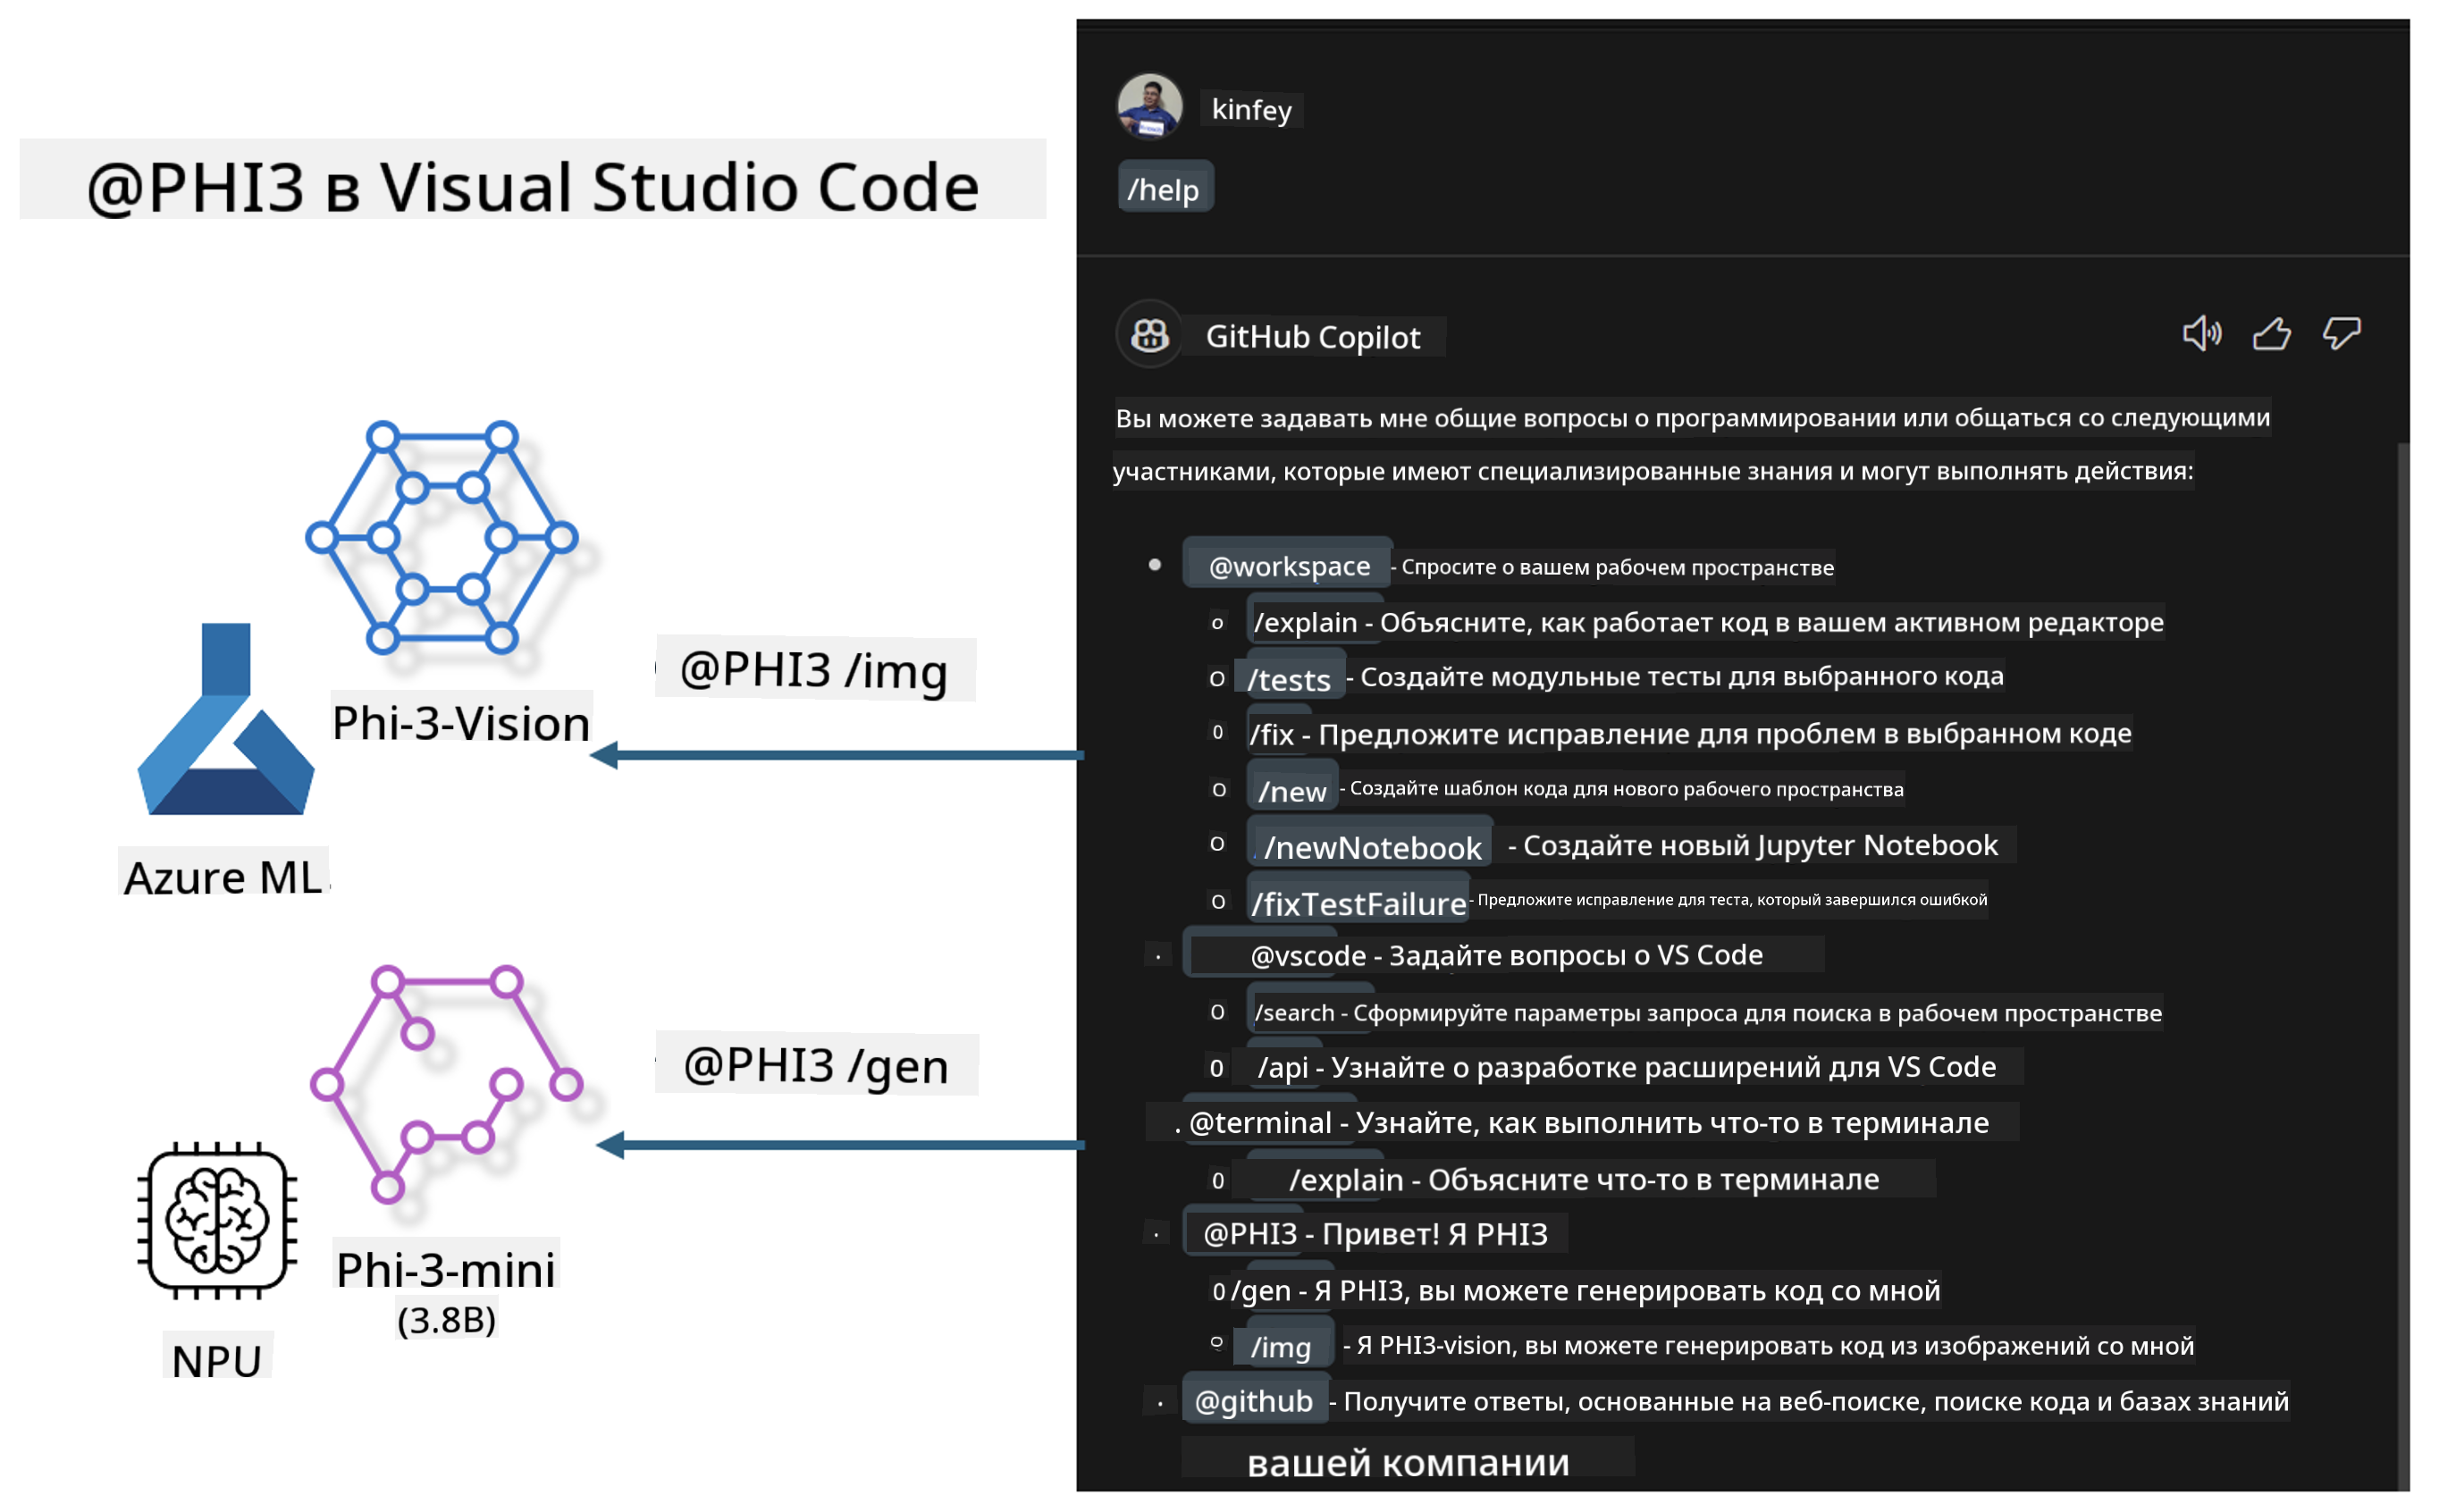 @PHI3 в Visual Studio Code
Phi-3-Vision
Azure ML
@PHI3 /img
@PHI3 /gen
Phi-3-mini
(3.8B)
NPU
kinfey
/help
GitHub Copilot
Вы можете задавать мне общие вопросы о программировании или общаться со следующими
участниками, которые имеют специализированные знания и могут выполнять действия:
@workspace - Спросите о вашем рабочем пространстве
/explain - Объясните, как работает код в вашем активном редакторе
/tests - Создайте модульные тесты для выбранного кода
/fix - Предложите исправление для проблем в выбранном коде
/new - Создайте шаблон кода для нового рабочего пространства
/newNotebook - Создайте новый Jupyter Notebook
/fixTestFailure - Предложите исправление для теста, который завершился ошибкой
@vscode - Задайте вопросы о VS Code
/search - Сформируйте параметры запроса для поиска в рабочем пространстве
/api - Узнайте о разработке расширений для VS Code
@terminal - Узнайте, как выполнить что-то в терминале
/explain - Объясните что-то в терминале
@PHI3 - Привет! Я PHI3
/gen - Я PHI3, вы можете генерировать код со мной
/img - Я PHI3-vision, вы можете генерировать код из изображений со мной
@github - Получите ответы, основанные на веб-поиске, поиске кода и базах знаний
вашей компании